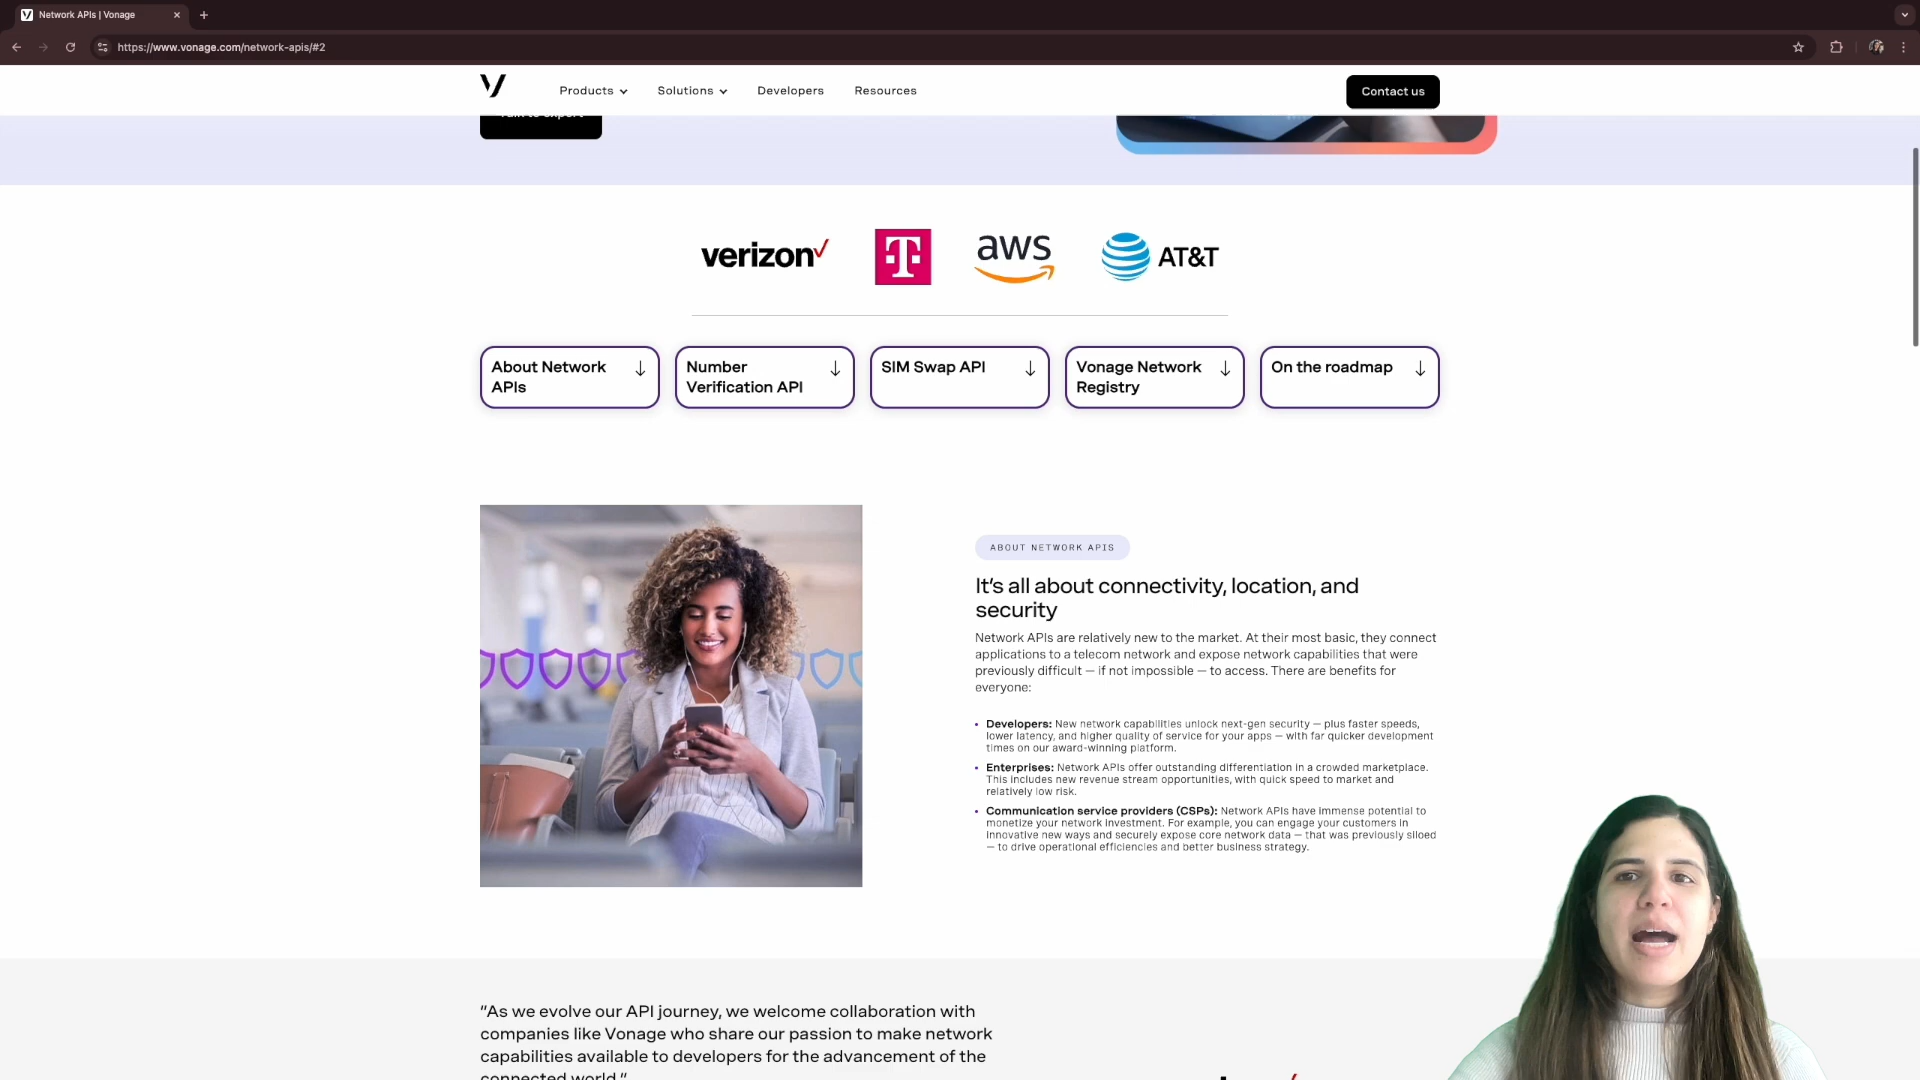 Network APIs | Vonage
https://www.vonage.com/network-apis/#2
Products
Solutions
Developers
Resources
Contact us
Talk to expert
verizon
T
aws
AT&T
About Network
APIs
Number
Verification API
SIM Swap API
Vonage Network
Registry
On the roadmap
ABOUT NETWORK APIS
It's all about connectivity, location, and
security
Network APIs are relatively new to the market. At their most basic, they connect
applications to a telecom network and expose network capabilities that were
previously difficult — if not impossible — to access. There are benefits for
everyone:
• Developers: New network capabilities unlock next-gen security — plus faster speeds,
lower latency, and higher quality of service for your apps — with far quicker development
times on our award-winning platform.
• Enterprises: Network APIs offer outstanding differentiation in a crowded marketplace.
This includes new revenue stream opportunities, with quick speed to market and
relatively low risk.
• Communication service providers (CSPs): Network APIs have immense potential to
monetize your network investment. For example, you can engage your customers in
innovative new ways and securely expose core network data — that was previously siloed
— to drive operational efficiencies and better business strategy.
"As we evolve our API journey, we welcome collaboration with
companies like Vonage who share our passion to make network
capabilities available to developers for the advancement of the
connected world."